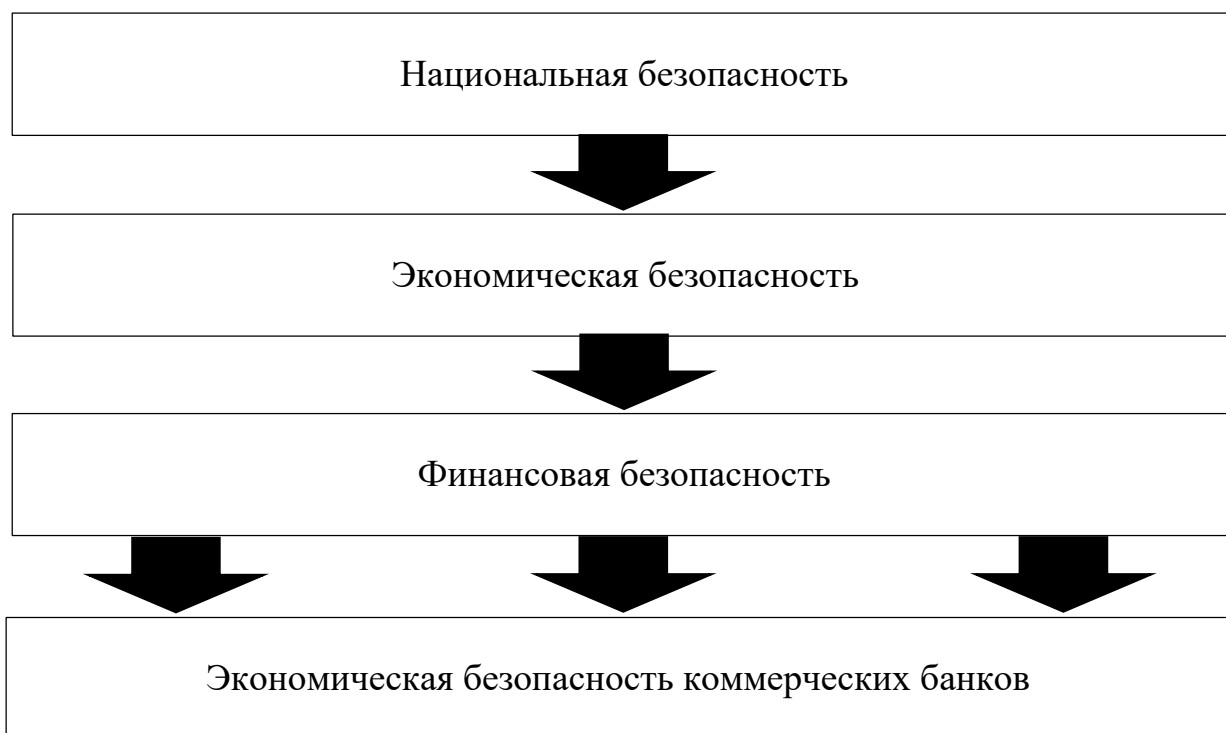 Национальная безопасность
Экономическая безопасность
Финансовая безопасность
Экономическая безопасность коммерческих банков